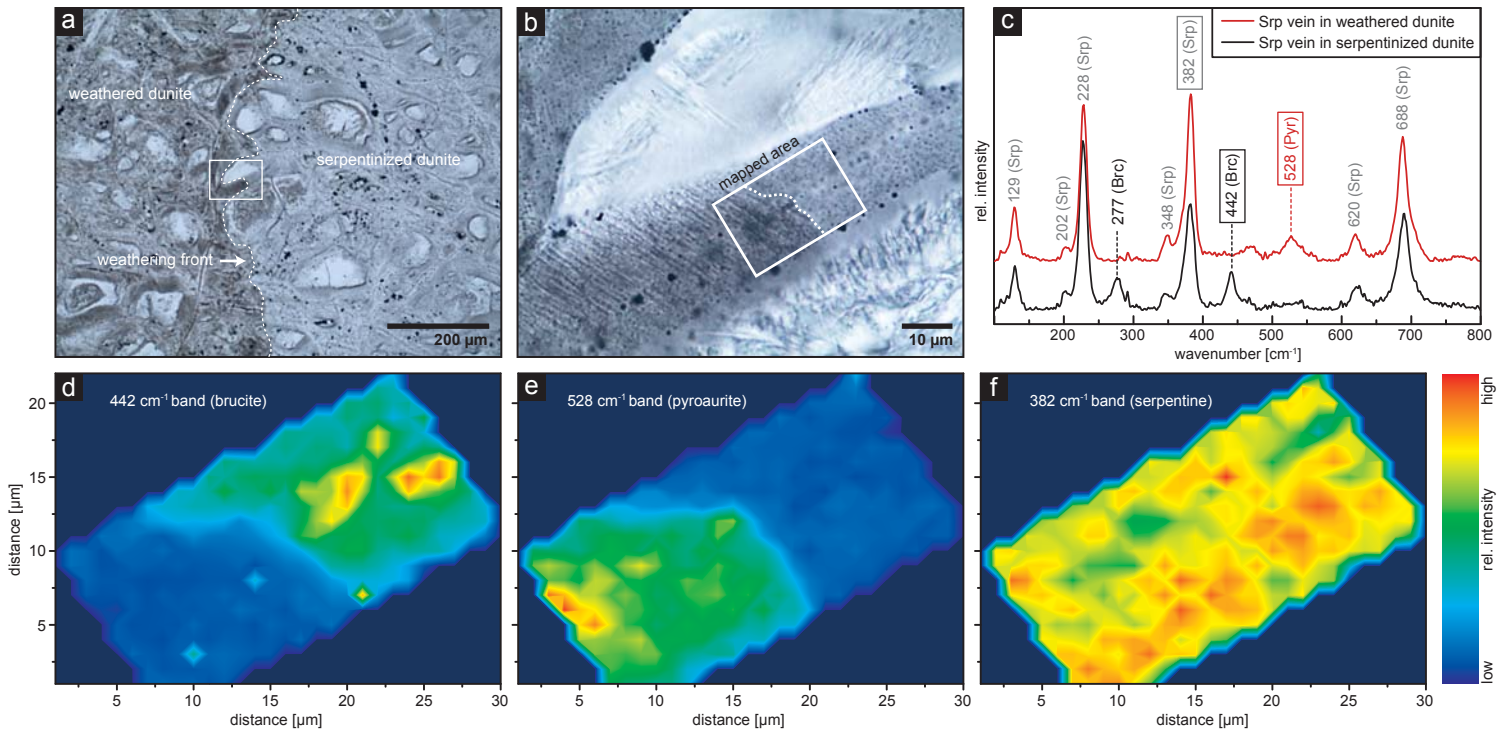 a
weathered dunite
serpentinized dunite
weathering front
200 µm
b
mapped area
10 µm
c
Srp vein in weathered dunite
Srp vein in serpentinized dunite
129 (Srp)
202 (Srp)
228 (Srp)
277 (Brc)
348 (Srp)
382 (Srp)
442 (Brc)
528 (Pyr)
620 (Srp)
688 (Srp)
rel. intensity
200 300 400 500 600 700 800
wavenumber [cm⁻¹]
d
442 cm⁻¹ band (brucite)
20
15
10
5
distance [µm]
5 10 15 20 25 30
distance [µm]
e
528 cm⁻¹ band (pyroaurite)
5 10 15 20 25 30
distance [µm]
f
382 cm⁻¹ band (serpentine)
5 10 15 20 25 30
distance [µm]
high
rel. intensity
low